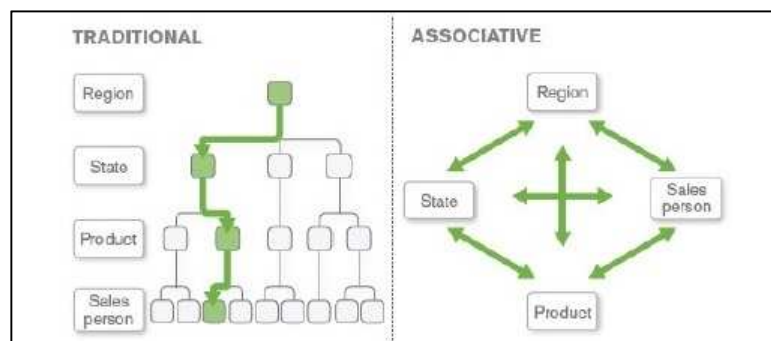 TRADITIONAL
Region
State
Product
Sales
person
ASSOCIATIVE
Region
State
Sales
person
Product